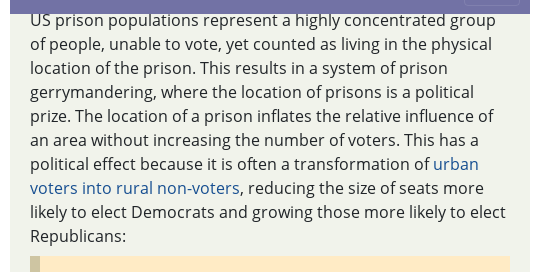 US prison populations represent a highly concentrated group
of people, unable to vote, yet counted as living in the physical
location of the prison. This results in a system of prison
gerrymandering, where the location of prisons is a political
prize. The location of a prison inflates the relative influence of
an area without increasing the number of voters. This has a
political effect because it is often a transformation of urban
voters into rural non-voters, reducing the size of seats more
likely to elect Democrats and growing those more likely to elect
Republicans: